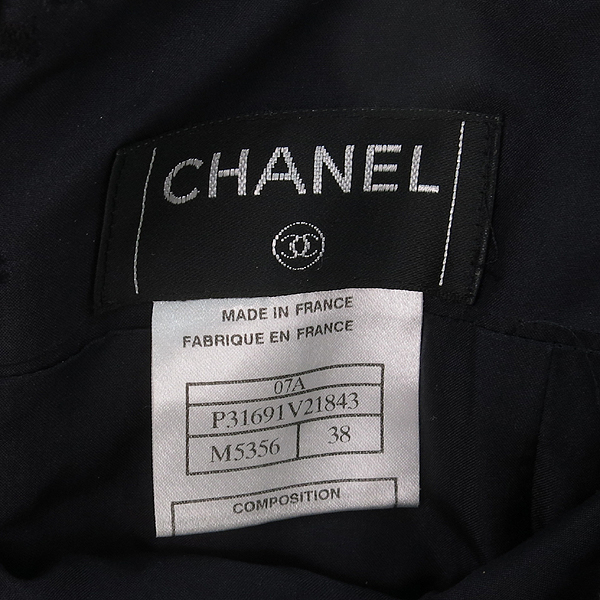 CHANEL
MADE IN FRANCE
FABRIQUE EN FRANCE
07A
P31691V21843
M5356 38
COMPOSITION